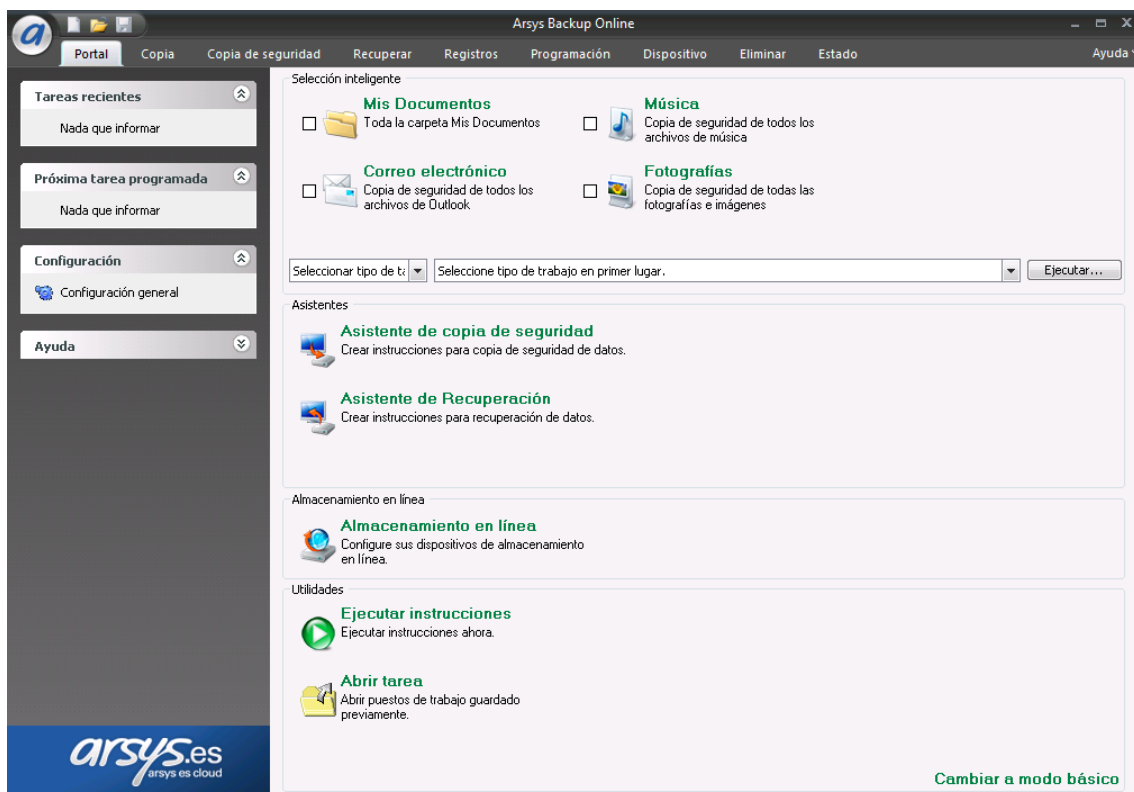 Arsys Backup Online
Portal Copia Copia de seguridad Recuperar Registros Programación Dispositivo Eliminar Estado Ayuda
Tareas recientes
Nada que informar
Próxima tarea programada
Nada que informar
Configuración
Configuración general
Ayuda
arsys.es
arsys es cloud
Selección inteligente
Mis Documentos
Toda la carpeta Mis Documentos
Música
Copia de seguridad de todos los
archivos de música
Correo electrónico
Copia de seguridad de todos los
archivos de Outlook
Fotografías
Copia de seguridad de todas las
fotografías e imágenes
Seleccionar tipo de ta
Seleccione tipo de trabajo en primer lugar.
Ejecutar...
Asistentes
Asistente de copia de seguridad
Crear instrucciones para copia de seguridad de datos.
Asistente de Recuperación
Crear instrucciones para recuperación de datos.
Almacenamiento en línea
Almacenamiento en línea
Configure sus dispositivos de almacenamiento
en línea.
Utilidades
Ejecutar instrucciones
Ejecutar instrucciones ahora.
Abrir tarea
Abrir puestos de trabajo guardado
previamente.
Cambiar a modo básico